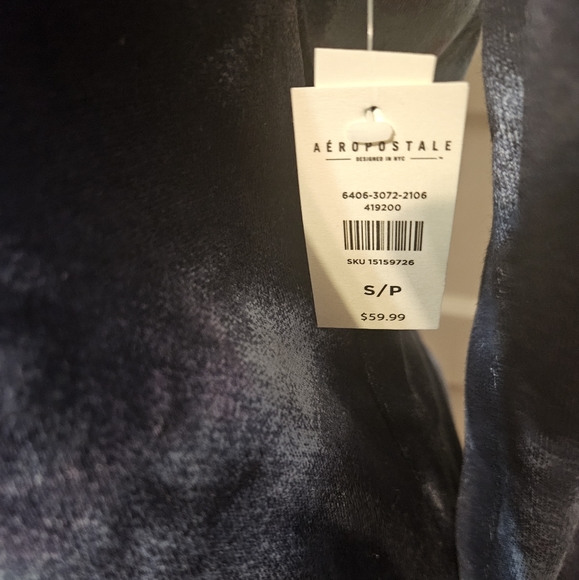 AÉROPOSTALE
DESIGNED IN NYC
6406-3072-2106
419200
SKU 15159726
S/P
$59.99